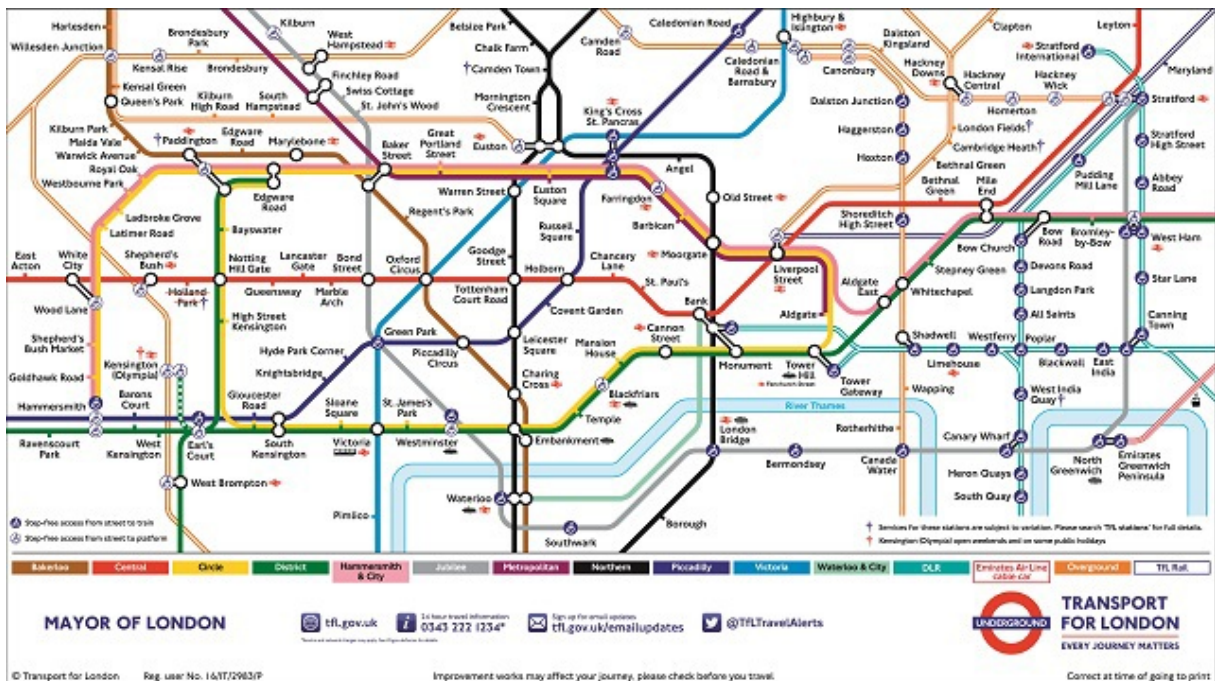 Harlesden
Willesden Junction
Kensal Rise
Brondesbury
Park
Brondesbury
Kilburn
West
Hampstead
Finchley Road
Swiss Cottage
St. John's Wood
Kensal Green
Queen's Park
Kilburn
High Road
South
Hampstead
Belsize Park
Chalk Farm
Camden Town
Mornington
Crescent
Euston
Camden
Road
Caledonian Road
Caledonian
Road &
Barnsbury
Highbury &
Islington
Canonbury
Dalston
Kingsland
Dalston Junction
Haggerston
Hoxton
Shoreditch
High Street
Hackney
Downs
Clapton
Hackney
Central
Homerton
Hackney
Wick
London Fields
Cambridge Heath
Bethnal Green
Stratford
International
Leyton
Maryland
Stratford
Stratford
High Street
Pudding
Mill Lane
Abbey
Road
West Ham
Star Lane
Canning
Town
Kilburn Park
Maida Vale
Warwick Avenue
Royal Oak
Westbourne Park
Paddington
Edgware
Road
Marylebone
Baker
Street
Great
Portland
Street
King's Cross
St. Pancras
Angel
Old Street
Ladbroke Grove
Latimer Road
Edgware
Road
Bayswater
Regent's Park
Warren Street
Euston
Square
Russell
Square
Farringdon
Barbican
Moorgate
Liverpool
Street
Bethnal
Green
Mile
End
Bow Church
Bow
Road
Bromley-
by-Bow
Stepney Green
Whitechapel
Aldgate
East
Aldgate
East
Acton
White
City
Shepherd's
Bush
Holland
Park
Notting
Hill Gate
Lancaster
Gate
Queensway
Marble
Arch
Bond
Street
Oxford
Circus
Goodge
Street
Tottenham
Court Road
Holborn
Chancery
Lane
St. Paul's
Bank
Covent Garden
Leicester
Square
Wood Lane
Shepherd's
Bush Market
Goldhawk Road
Hammersmith
Kensington
(Olympia)
High Street
Kensington
Hyde Park Corner
Knightsbridge
Green Park
Piccadilly
Circus
Charing
Cross
Cannon
Street
Mansion
House
Monument
Tower
Hill
Fenchurch Street
Tower
Gateway
Blackfriars
Temple
Devons Road
Langdon Park
All Saints
Shadwell
Limehouse
Westferry
Poplar
Blackwall
East
India
Wapping
Rotherhithe
Canada
Water
West India
Quay
Canary Wharf
Heron Quays
South Quay
North
Greenwich
Emirates
Greenwich
Peninsula
Barons
Court
Gloucester
Road
Sloane
Square
St. James's
Park
Ravenscourt
Park
West
Kensington
Earl's
Court
South
Kensington
Victoria
Westminster
Embankment
River Thames
London
Bridge
Bermondsey
West Brompton
Pimlico
Waterloo
Southwark
Borough
Step-free access from street to train
Step-free access from street to platform
Services for these stations are subject to variation. Please search 'TfL stations' for full details.
Kensington (Olympia) open weekends and on some public holidays
Bakerloo
Central
Circle
District
Hammersmith
& City
Jubilee
Metropolitan
Northern
Piccadilly
Victoria
Waterloo & City
DLR
Emirates Air Line
cable car
Overground
TfL Rail
MAYOR OF LONDON
tfl.gov.uk
24 hour travel information
0343 222 1234*
Sign up for email updates
tfl.gov.uk/emailupdates
@TfLTravelAlerts
UNDERGROUND
TRANSPORT
FOR LONDON
EVERY JOURNEY MATTERS
© Transport for London
Reg. user No. 16/IT/2983/P
Improvement works may affect your journey, please check before you travel
Correct at time of going to print